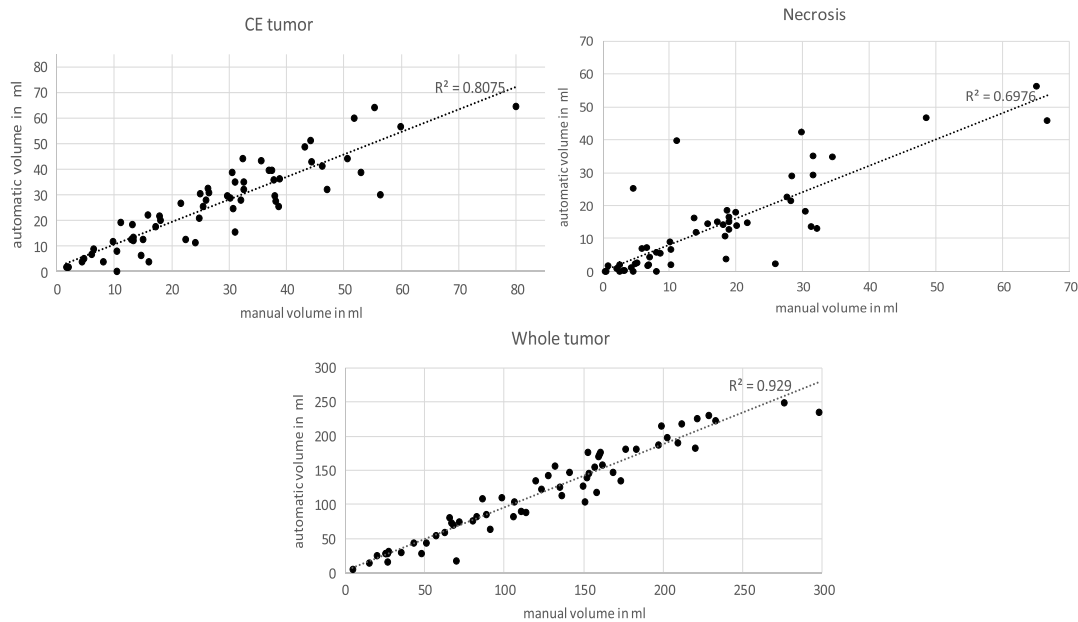 CE tumor
80
70
60
50
40
30
20
10
0
R² = 0.8075
automatic volume in ml
0 10 20 30 40 50 60 70 80
manual volume in ml
Necrosis
70
60
50
40
30
20
10
0
R² = 0.6976
automatic volume in ml
0 10 20 30 40 50 60 70
manual volume in ml
Whole tumor
300
250
200
150
100
50
0
R² = 0.929
automatic volume in ml
0 50 100 150 200 250 300
manual volume in ml